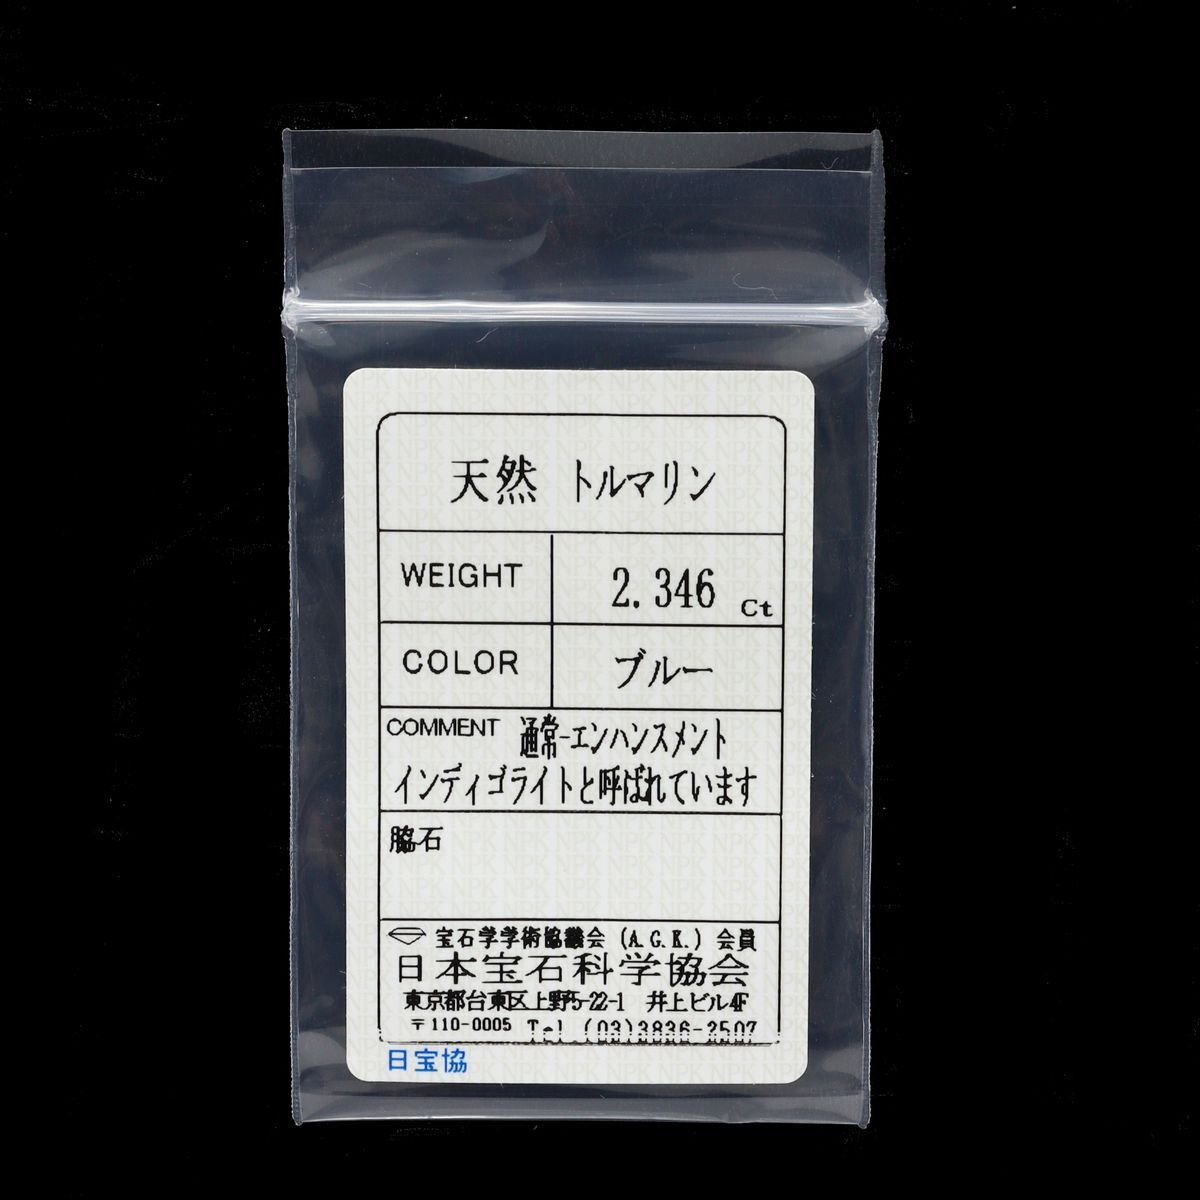 天然 トルマリン
WEIGHT 2.346 Ct
COLOR ブルー
COMMENT 通常-エンハンスメント
インディゴライトと呼ばれています
脇石
宝石学学術協議会 (A.G.K.) 会員
日本宝石科学協会
東京都台東区上野5-22-1 井上ビル4F
〒110-0005 Tel.(03)3836-2507
日宝協